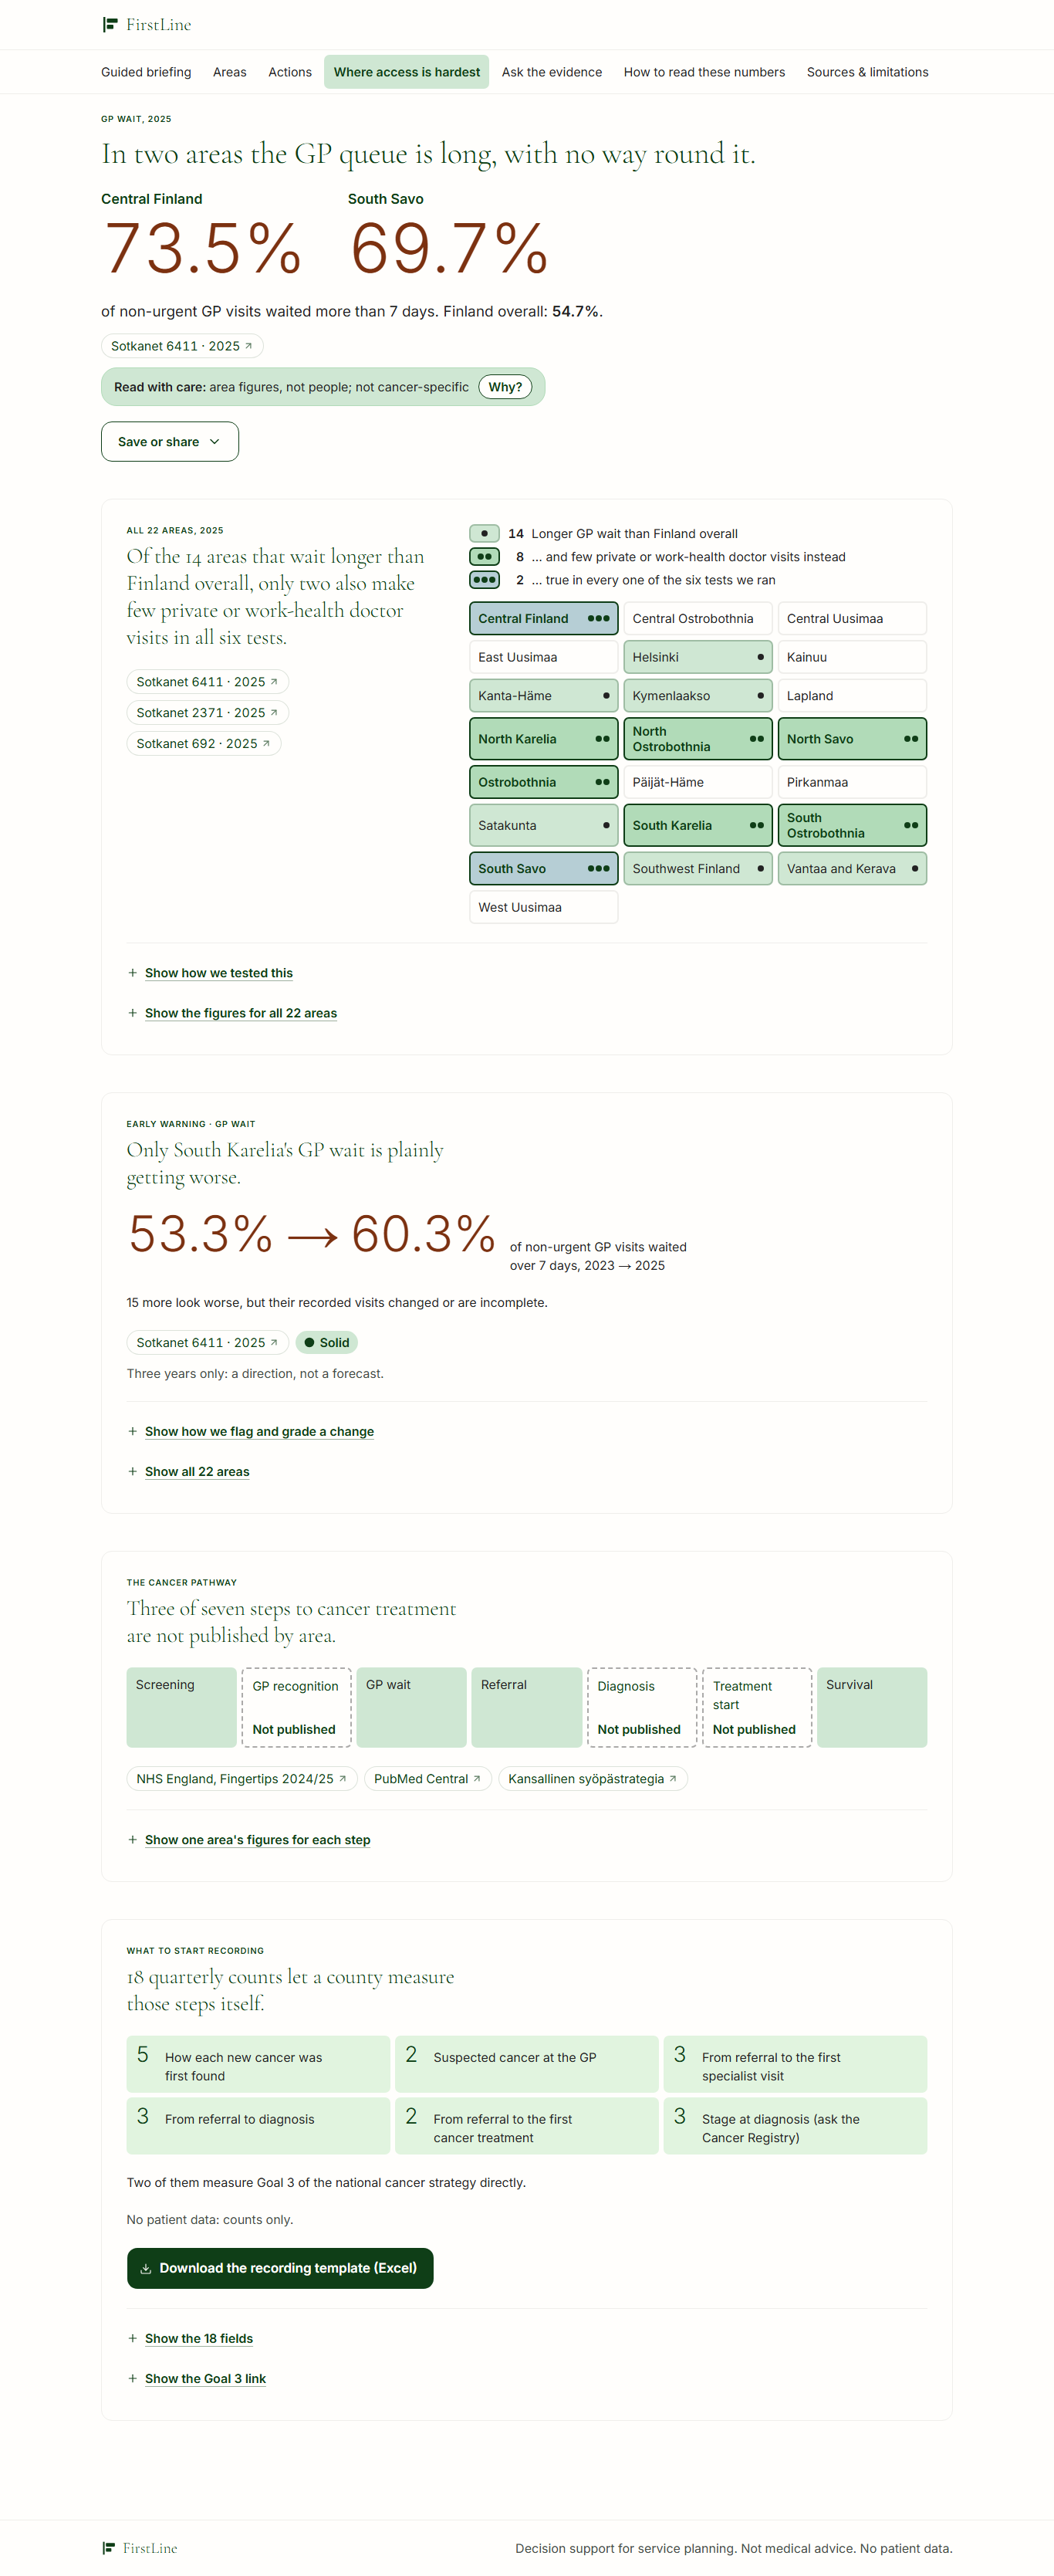 FirstLine
Guided briefing Areas Actions Where access is hardest Ask the evidence How to read these numbers Sources & limitations
GP WAIT, 2025
In two areas the GP queue is long, with no way round it.
Central Finland South Savo
73.5% 69.7%
of non-urgent GP visits waited more than 7 days. Finland overall: 54.7%.
Sotkanet 6411 · 2025 ↗
Read with care: area figures, not people; not cancer-specific Why?
Save or share
ALL 22 AREAS, 2025
Of the 14 areas that wait longer than
Finland overall, only two also make
few private or work-health doctor
visits in all six tests.
Sotkanet 6411 · 2025 ↗
Sotkanet 2371 · 2025 ↗
Sotkanet 692 · 2025 ↗
14 Longer GP wait than Finland overall
8 ... and few private or work-health doctor visits instead
2 ... true in every one of the six tests we ran
Central Finland Central Ostrobothnia Central Uusimaa
East Uusimaa Helsinki Kainuu
Kanta-Häme Kymenlaakso Lapland
North Karelia North Ostrobothnia North Savo
Ostrobothnia Päijät-Häme Pirkanmaa
Satakunta South Karelia South Ostrobothnia
South Savo Southwest Finland Vantaa and Kerava
West Uusimaa
+ Show how we tested this
+ Show the figures for all 22 areas
EARLY WARNING · GP WAIT
Only South Karelia's GP wait is plainly
getting worse.
53.3% → 60.3% of non-urgent GP visits waited
over 7 days, 2023 → 2025
15 more look worse, but their recorded visits changed or are incomplete.
Sotkanet 6411 · 2025 ↗ Solid
Three years only: a direction, not a forecast.
+ Show how we flag and grade a change
+ Show all 22 areas
THE CANCER PATHWAY
Three of seven steps to cancer treatment
are not published by area.
Screening
GP recognition
Not published
GP wait
Referral
Diagnosis
Not published
Treatment
start
Not published
Survival
NHS England, Fingertips 2024/25 ↗ PubMed Central ↗ Kansallinen syöpästrategia ↗
+ Show one area's figures for each step
WHAT TO START RECORDING
18 quarterly counts let a county measure
those steps itself.
5 How each new cancer was
first found
2 Suspected cancer at the GP
3 From referral to the first
specialist visit
3 From referral to diagnosis
2 From referral to the first
cancer treatment
3 Stage at diagnosis (ask the
Cancer Registry)
Two of them measure Goal 3 of the national cancer strategy directly.
No patient data: counts only.
Download the recording template (Excel)
+ Show the 18 fields
+ Show the Goal 3 link
FirstLine
Decision support for service planning. Not medical advice. No patient data.